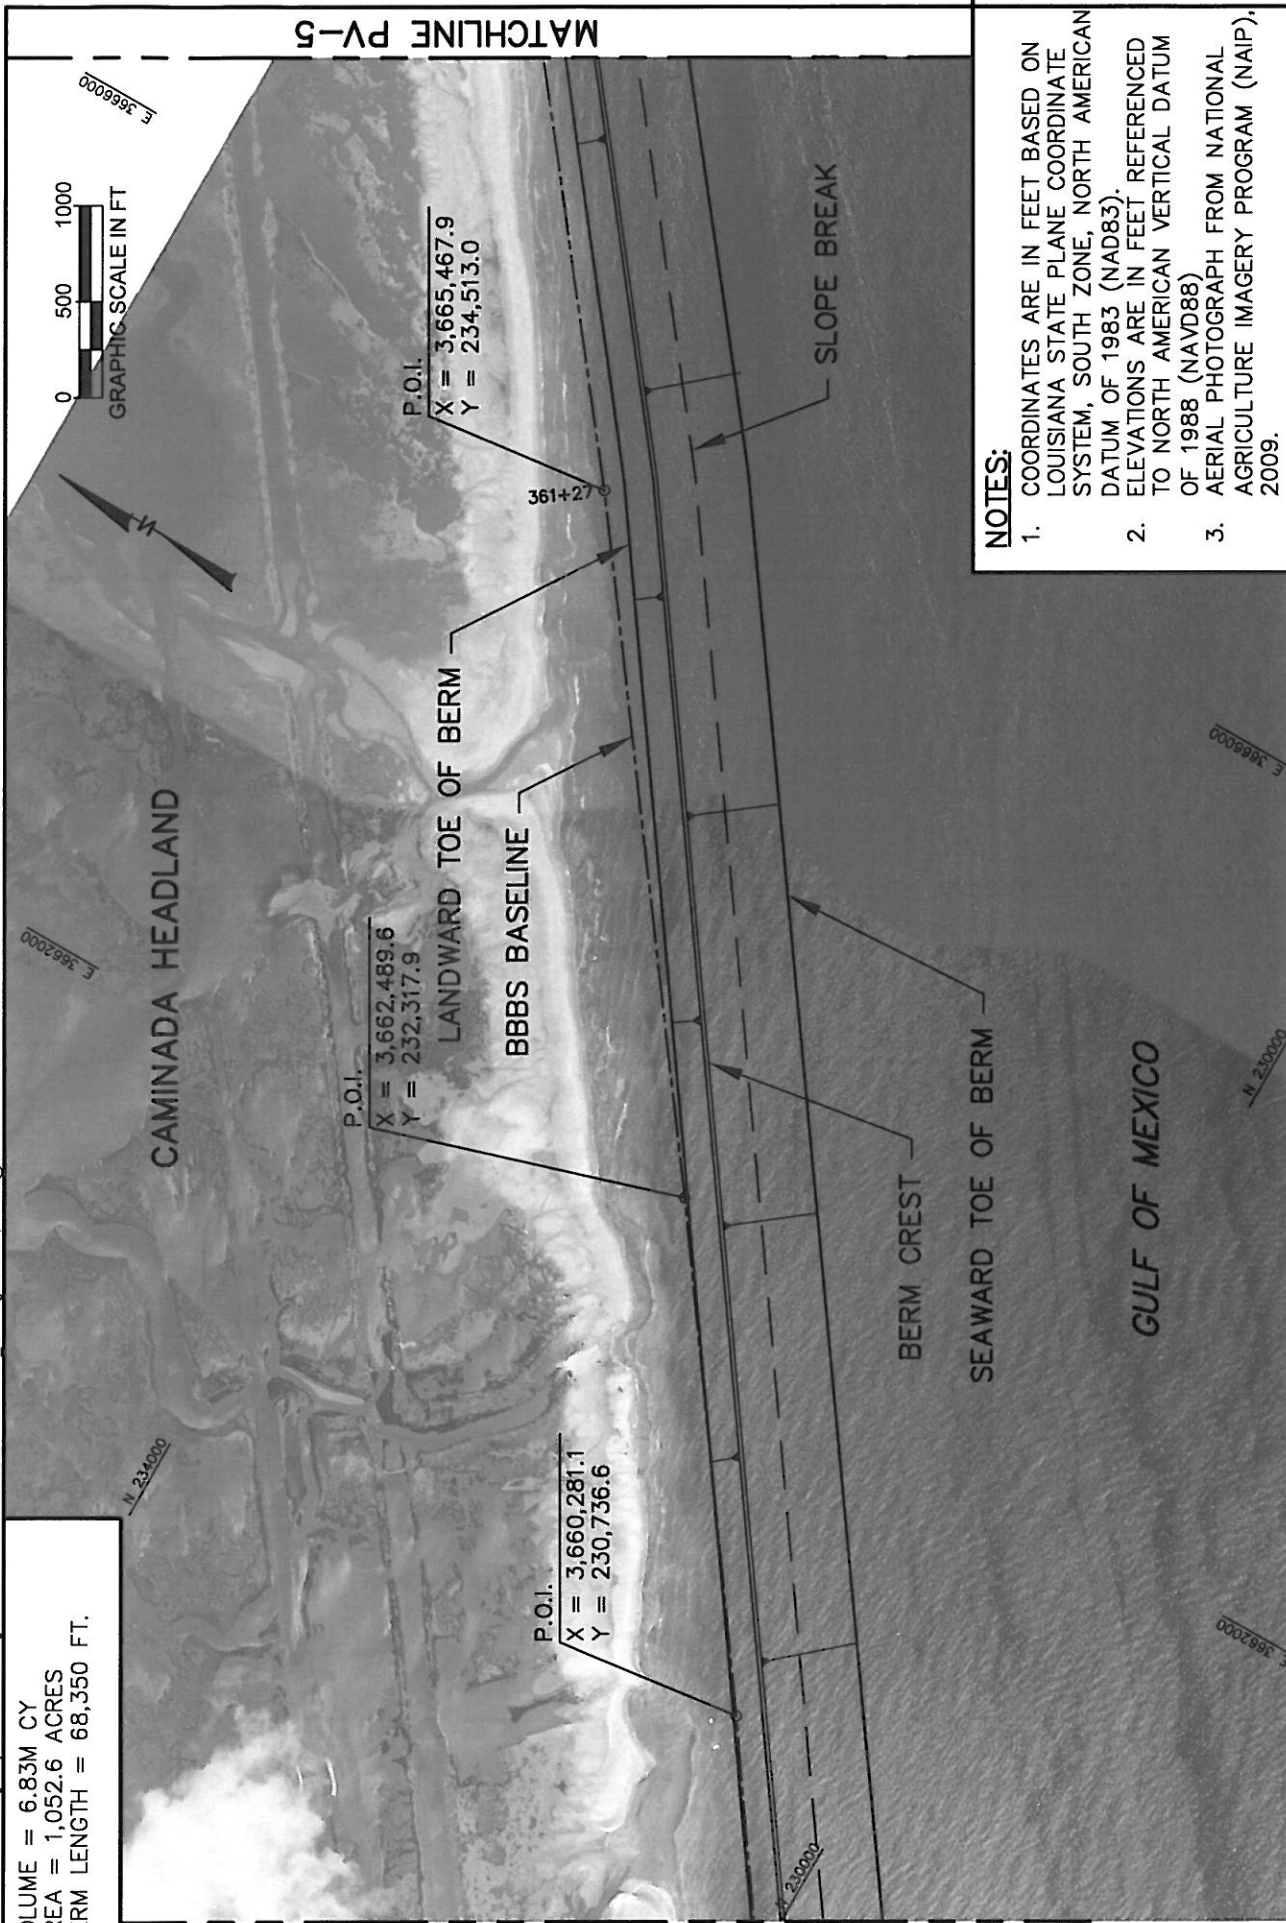 MATCHLINE PV-5
E 3666000
0 500 1000
GRAPHIC SCALE IN FT
N
CAMINADA HEADLAND
E 3662000
P.O.I.
X = 3,665,467.9
Y = 234,513.0
361+27
P.O.I.
X = 3,662,489.6
Y = 232,317.9
LANDWARD TOE OF BERM
BBBS BASELINE
SLOPE BREAK
N 234000
P.O.I.
X = 3,660,281.1
Y = 230,736.6
BERM CREST
SEAWARD TOE OF BERM
GULF OF MEXICO
E 3666000
N 230000
E 3662000
N 230000
OLUME = 6.83M CY
REA = 1,052.6 ACRES
RM LENGTH = 68,350 FT.
NOTES:
1. COORDINATES ARE IN FEET BASED ON
LOUISIANA STATE PLANE COORDINATE
SYSTEM, SOUTH ZONE, NORTH AMERICAN
DATUM OF 1983 (NAD83).
2. ELEVATIONS ARE IN FEET REFERENCED
TO NORTH AMERICAN VERTICAL DATUM
OF 1988 (NAVD88)
3. AERIAL PHOTOGRAPH FROM NATIONAL
AGRICULTURE IMAGERY PROGRAM (NAIP),
2009.